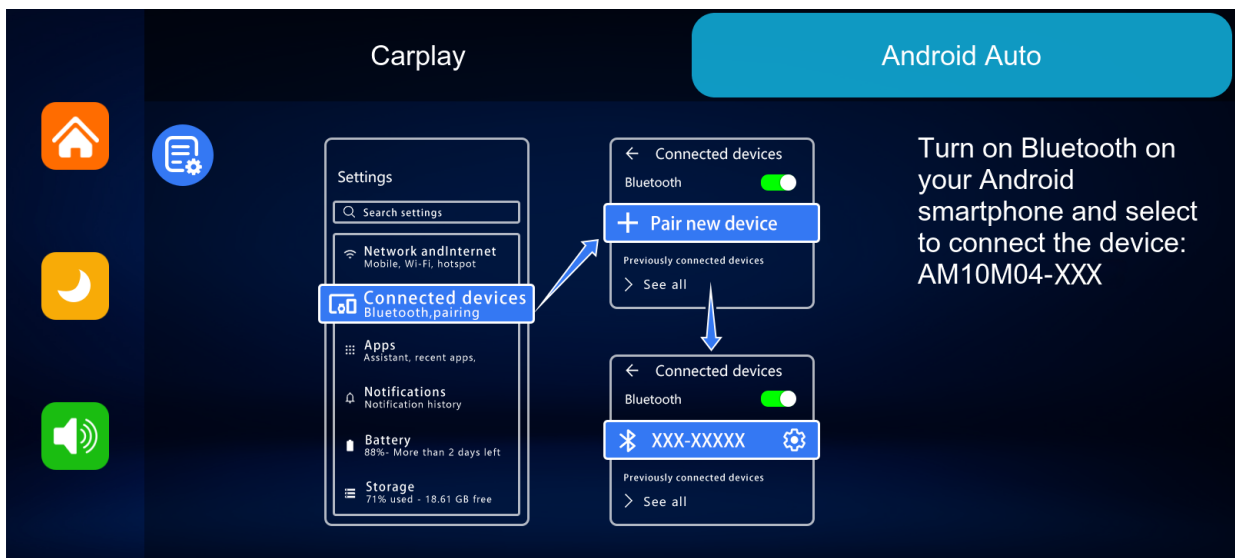 Carplay
Android Auto
Settings
Search settings
Network andInternet
Mobile, Wi-Fi, hotspot
Connected devices
Bluetooth,pairing
Apps
Assistant, recent apps,
Notifications
Notification history
Battery
88%- More than 2 days left
Storage
71% used - 18.61 GB free
Connected devices
Bluetooth
Pair new device
Previously connected devices
See all
Connected devices
Bluetooth
XXX-XXXXX
Previously connected devices
See all
Turn on Bluetooth on
your Android
smartphone and select
to connect the device:
AM10M04-XXX